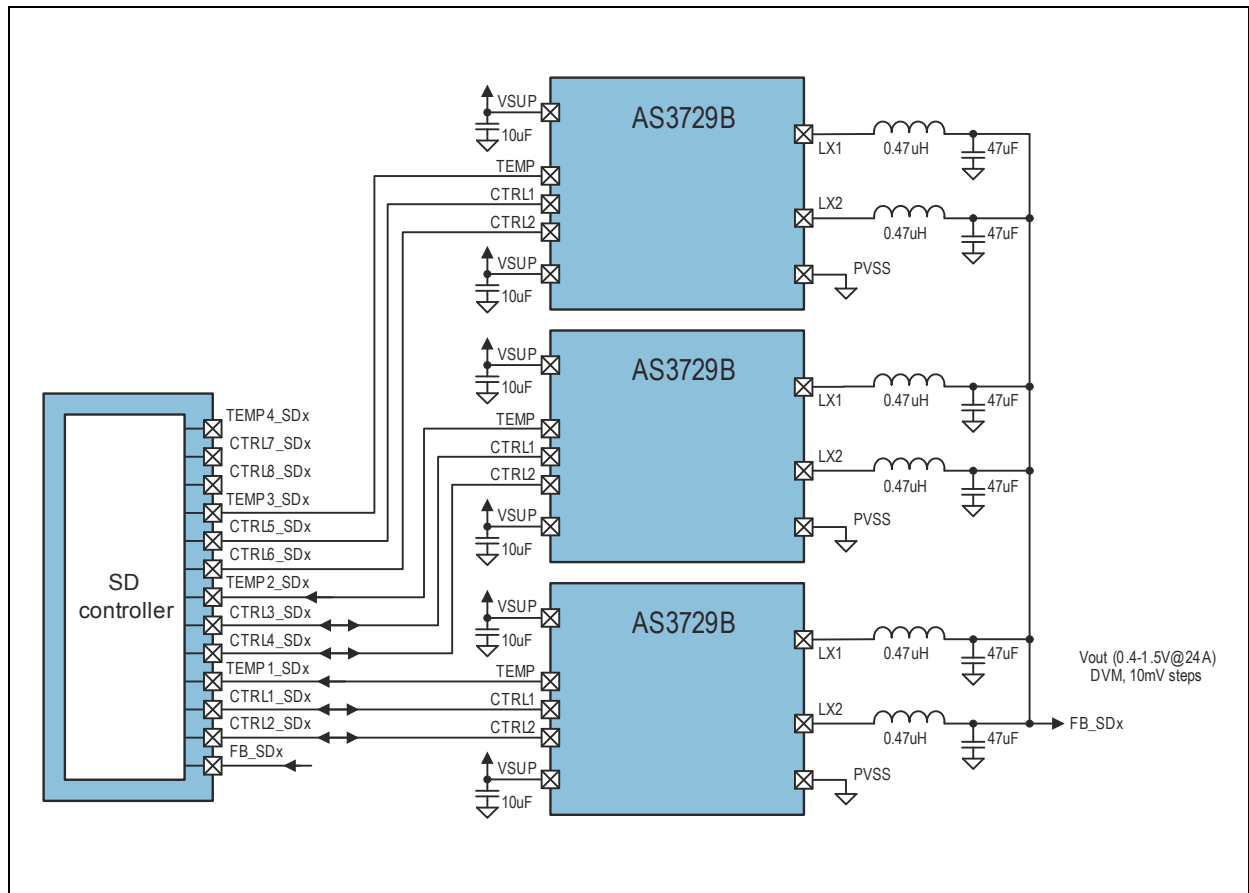 VSUP
10uF
AS3729B
LX1
0.47uH
47uF
TEMP
CTRL1
CTRL2
LX2
0.47uH
47uF
VSUP
10uF
PVSS
VSUP
10uF
AS3729B
LX1
0.47uH
47uF
TEMP
CTRL1
CTRL2
LX2
0.47uH
47uF
VSUP
10uF
PVSS
VSUP
10uF
AS3729B
LX1
0.47uH
47uF
TEMP
CTRL1
CTRL2
LX2
0.47uH
47uF
VSUP
10uF
PVSS
SD
controller
TEMP4_SDx
CTRL7_SDx
CTRL8_SDx
TEMP3_SDx
CTRL5_SDx
CTRL6_SDx
TEMP2_SDx
CTRL3_SDx
CTRL4_SDx
TEMP1_SDx
CTRL1_SDx
CTRL2_SDx
FB_SDx
Vout (0.4-1.5V@24A)
DVM, 10mV steps
FB_SDx